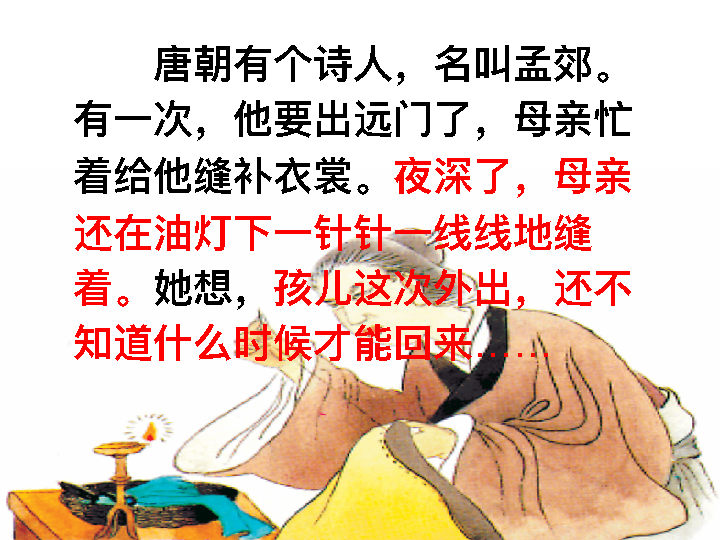 唐朝有个诗人，名叫孟郊。
有一次，他要出远门了，母亲忙
着给他缝补衣裳。夜深了，母亲
还在油灯下一针针一线线地缝
着。她想，孩儿这次外出，还不
知道什么时候才能回来……